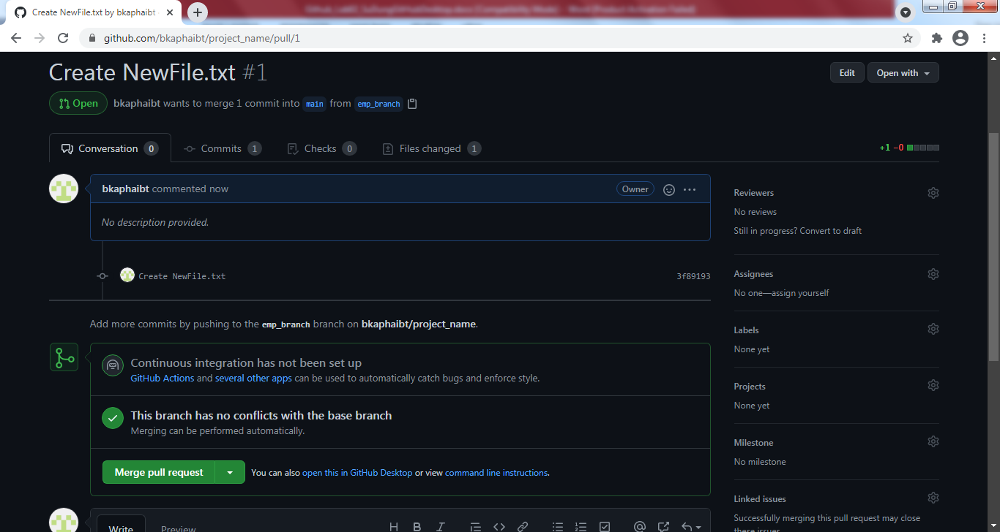 Create NewFile.txt by bkaphaibt
github.com/bkaphaibt/project_name/pull/1
Create NewFile.txt #1
Edit
Open with
Open
bkaphaibt wants to merge 1 commit into main from emp_branch
Conversation 0
Commits 1
Checks 0
Files changed 1
+1 −0
bkaphaibt commented now
Owner
No description provided.
Create NewFile.txt
3f89193
Add more commits by pushing to the emp_branch branch on bkaphaibt/project_name.
Continuous integration has not been set up
GitHub Actions and several other apps can be used to automatically catch bugs and enforce style.
This branch has no conflicts with the base branch
Merging can be performed automatically.
Merge pull request
You can also open this in GitHub Desktop or view command line instructions.
Write
Preview
H B I
Reviewers
No reviews
Still in progress? Convert to draft
Assignees
No one—assign yourself
Labels
None yet
Projects
None yet
Milestone
No milestone
Linked issues
Successfully merging this pull request may close
these issues.